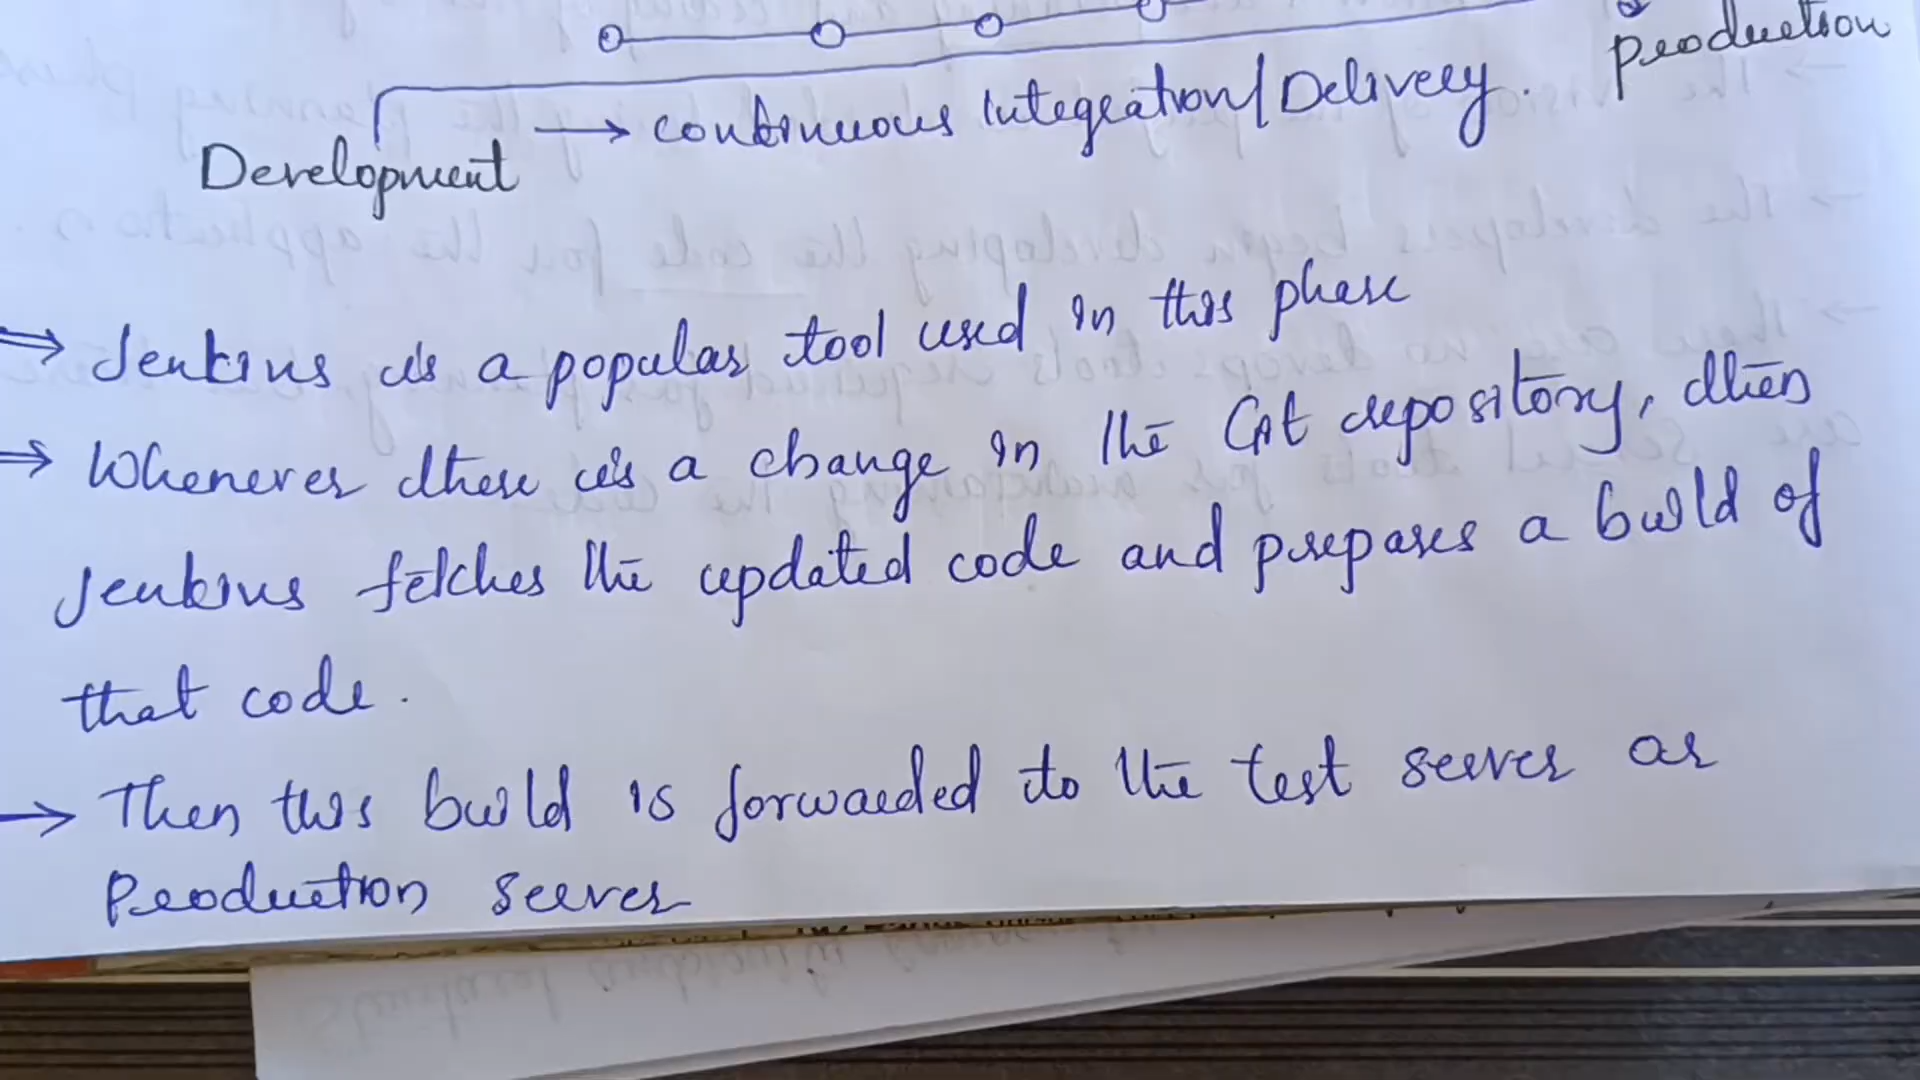 Production
→ continuous Integration/Delivery.
Development
⇒ Jenkins is a popular tool used in this phase
⇒ Whenever there is a change in the Git repository, then
Jenkins fetches the updated code and prepares a build of
that code.
→ Then this build is forwarded to the test server or
Production server